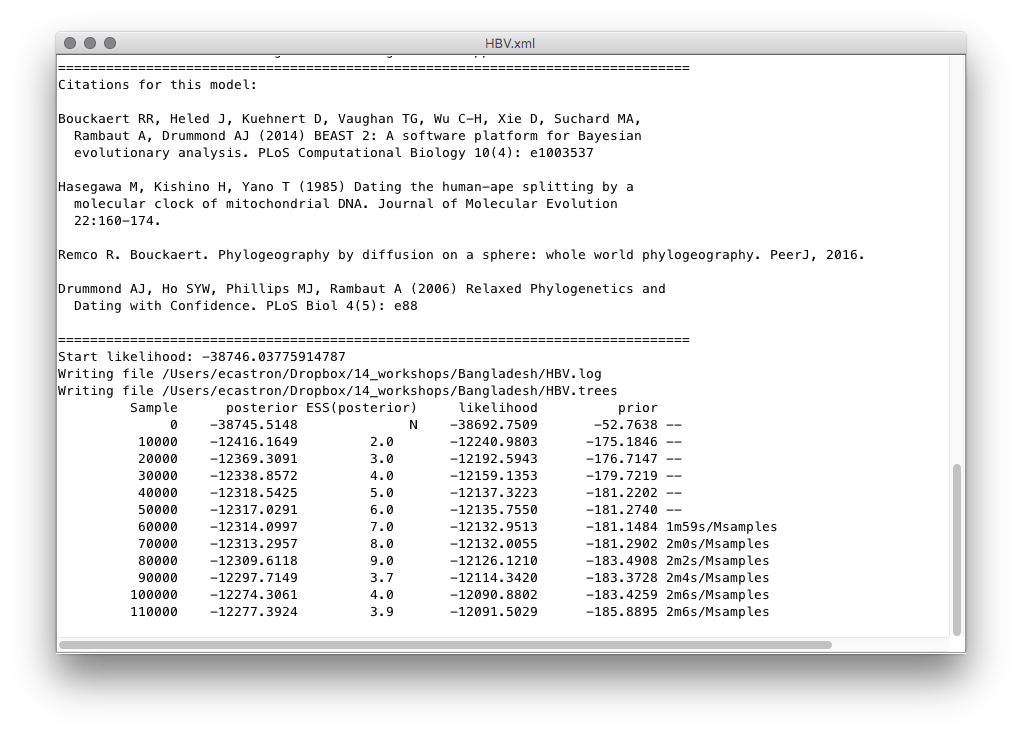 HBV.xml
===============================================================================
Citations for this model:
Bouckaert RR, Heled J, Kuehnert D, Vaughan TG, Wu C-H, Xie D, Suchard MA,
Rambaut A, Drummond AJ (2014) BEAST 2: A software platform for Bayesian
evolutionary analysis. PLoS Computational Biology 10(4): e1003537
Hasegawa M, Kishino H, Yano T (1985) Dating the human-ape splitting by a
molecular clock of mitochondrial DNA. Journal of Molecular Evolution
22:160-174.
Remco R. Bouckaert. Phylogeography by diffusion on a sphere: whole world phylogeography. PeerJ, 2016.
Drummond AJ, Ho SYW, Phillips MJ, Rambaut A (2006) Relaxed Phylogenetics and
Dating with Confidence. PLoS Biol 4(5): e88
===============================================================================
Start likelihood: -38746.03775914787
Writing file /Users/ecastron/Dropbox/14_workshops/Bangladesh/HBV.log
Writing file /Users/ecastron/Dropbox/14_workshops/Bangladesh/HBV.trees
Sample posterior ESS(posterior) likelihood prior
0 -38745.5148 N -38692.7509 -52.7638 --
10000 -12416.1649 2.0 -12240.9803 -175.1846 --
20000 -12369.3091 3.0 -12192.5943 -176.7147 --
30000 -12338.8572 4.0 -12159.1353 -179.7219 --
40000 -12318.5425 5.0 -12137.3223 -181.2202 --
50000 -12317.0291 6.0 -12135.7550 -181.2740 --
60000 -12314.0997 7.0 -12132.9513 -181.1484 1m59s/Msamples
70000 -12313.2957 8.0 -12132.0055 -181.2902 2m0s/Msamples
80000 -12309.6118 9.0 -12126.1210 -183.4908 2m2s/Msamples
90000 -12297.7149 3.7 -12114.3420 -183.3728 2m4s/Msamples
100000 -12274.3061 4.0 -12090.8802 -183.4259 2m6s/Msamples
110000 -12277.3924 3.9 -12091.5029 -185.8895 2m6s/Msamples